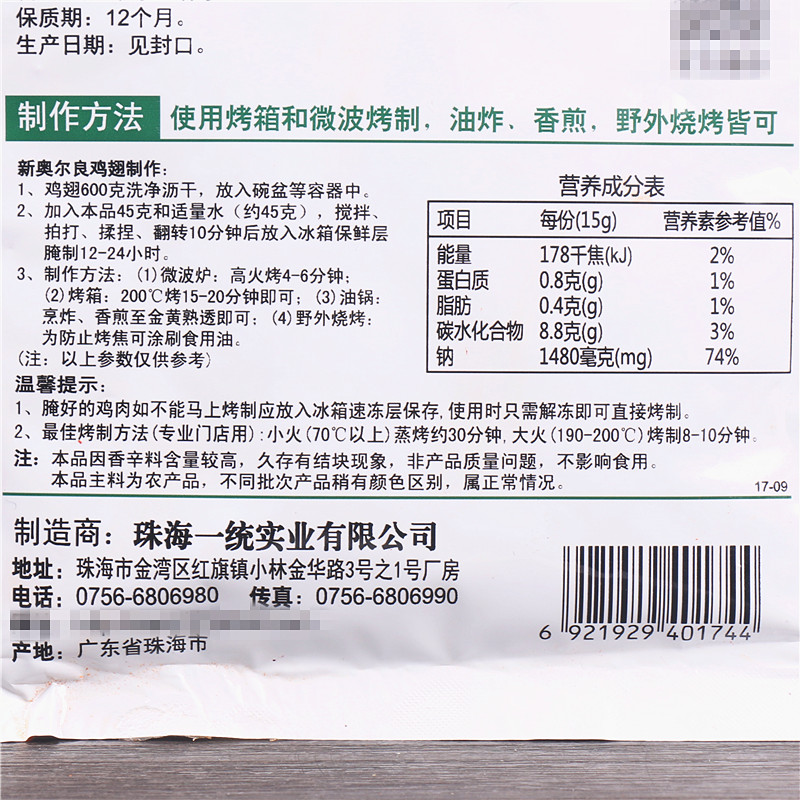 保质期：12个月。
生产日期：见封口。
制作方法 使用烤箱和微波烤制，油炸、香煎，野外烧烤皆可
新奥尔良鸡翅制作：
1、鸡翅600克洗净沥干，放入碗盆等容器中。
2、加入本品45克和适量水（约45克），搅拌、
拍打、揉捏、翻转10分钟后放入冰箱保鲜层
腌制12-24小时。
3、制作方法：(1)微波炉：高火烤4-6分钟；
(2)烤箱：200℃烤15-20分钟即可；(3)油锅：
烹炸、香煎至金黄熟透即可；(4)野外烧烤：
为防止烤焦可涂刷食用油。
(注：以上参数仅供参考)
营养成分表
项目 每份(15g) 营养素参考值%
能量 178千焦(kJ) 2%
蛋白质 0.8克(g) 1%
脂肪 0.4克(g) 1%
碳水化合物 8.8克(g) 3%
钠 1480毫克(mg) 74%
温馨提示：
1、腌好的鸡肉如不能马上烤制应放入冰箱速冻层保存,使用时只需解冻即可直接烤制。
2、最佳烤制方法(专业门店用):小火(70℃以上)蒸烤约30分钟,大火(190-200℃)烤制8-10分钟。
注：本品因香辛料含量较高，久存有结块现象，非产品质量问题，不影响食用。
本品主料为农产品，不同批次产品稍有颜色区别，属正常情况。
17-09
制造商：珠海一统实业有限公司
地址：珠海市金湾区红旗镇小林金华路3号之1号厂房
电话：0756-6806980 传真：0756-6806990
产地：广东省珠海市
6 921929 401744